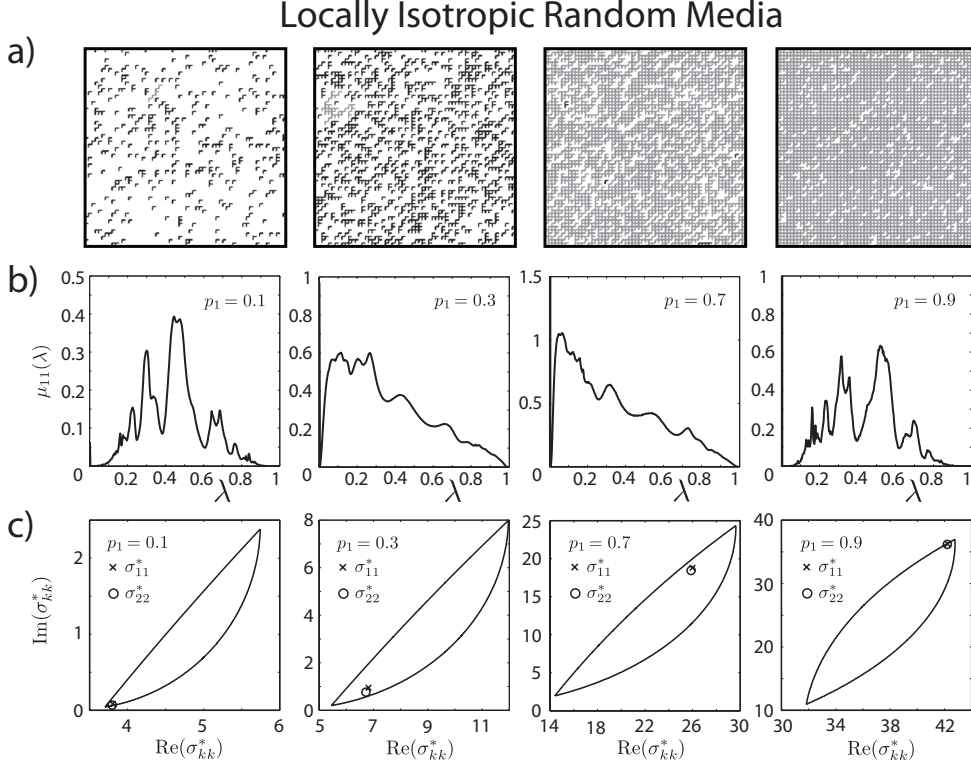 Locally Isotropic Random Media
a)
b)
μ₁₁(λ)
0.5
0.4
0.3
0.2
0.1
0
p₁ = 0.1
0.2 0.4 0.6 0.8 1
λ
1
0.8
0.6
0.4
0.2
0
p₁ = 0.3
0.2 0.4 0.6 0.8 1
λ
1.5
1
0.5
0
p₁ = 0.7
0.2 0.4 0.6 0.8 1
λ
1
0.8
0.6
0.4
0.2
0
p₁ = 0.9
0.2 0.4 0.6 0.8 1
λ
c)
Im(σ*ₖₖ)
2
1
0
p₁ = 0.1
× σ*₁₁
○ σ*₂₂
4 5 6
Re(σ*ₖₖ)
8
6
4
2
0
p₁ = 0.3
× σ*₁₁
○ σ*₂₂
5 7 9 11
Re(σ*ₖₖ)
25
20
15
10
5
0
p₁ = 0.7
× σ*₁₁
○ σ*₂₂
14 18 22 26 30
Re(σ*ₖₖ)
40
30
20
10
p₁ = 0.9
× σ*₁₁
○ σ*₂₂
30 34 38 42
Re(σ*ₖₖ)